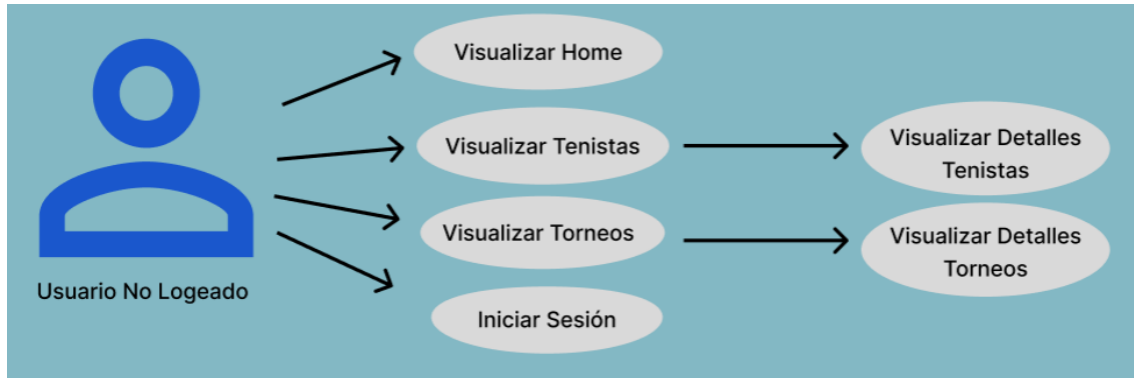 Visualizar Home
Visualizar Tenistas
Visualizar Detalles
Tenistas
Visualizar Torneos
Visualizar Detalles
Torneos
Usuario No Logeado
Iniciar Sesión